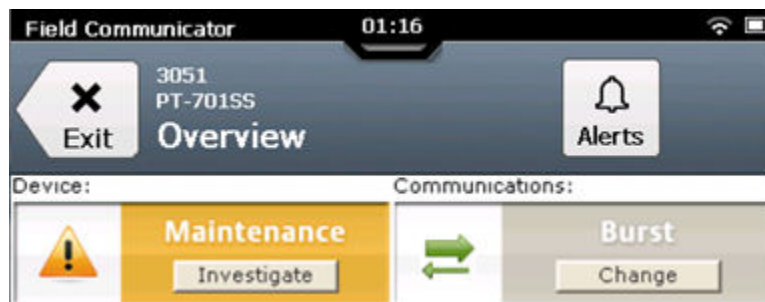 Field Communicator 01:16
3051
PT-701SS
Exit Overview Alerts
Device: Communications:
Maintenance Burst
Investigate Change